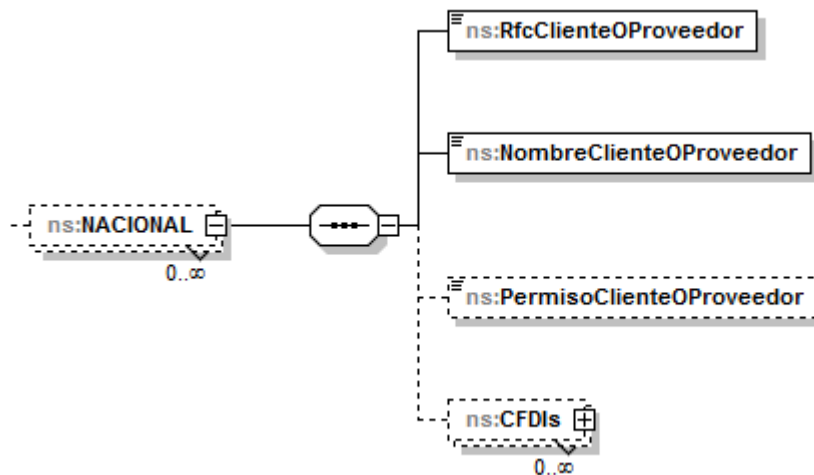 ns:RfcClienteOProveedor
ns:NombreClienteOProveedor
ns:NACIONAL
0..∞
ns:PermisoClienteOProveedor
ns:CFDIs
0..∞